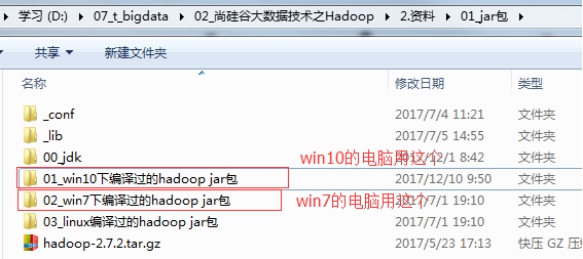 学习 (D:) ▸ 07_t_bigdata ▸ 02_尚硅谷大数据技术之Hadoop ▸ 2.资料 ▸ 01_jar包 ▸
共享 新建文件夹
名称 修改日期 类型
_conf 2017/7/4 11:21 文件夹
_lib 2017/7/5 14:55 文件夹
00_jdk 2017/12/1 8:42 文件夹
win10的电脑用这个
01_win10下编译过的hadoop jar包 2017/12/10 9:50 文件夹
02_win7下编译过的hadoop jar包 2017/7/1 19:10 文件夹
win7的电脑用这个
03_linux编译过的hadoop jar包 2017/7/1 19:10 文件夹
hadoop-2.7.2.tar.gz 2017/5/23 17:13 快压 GZ 压